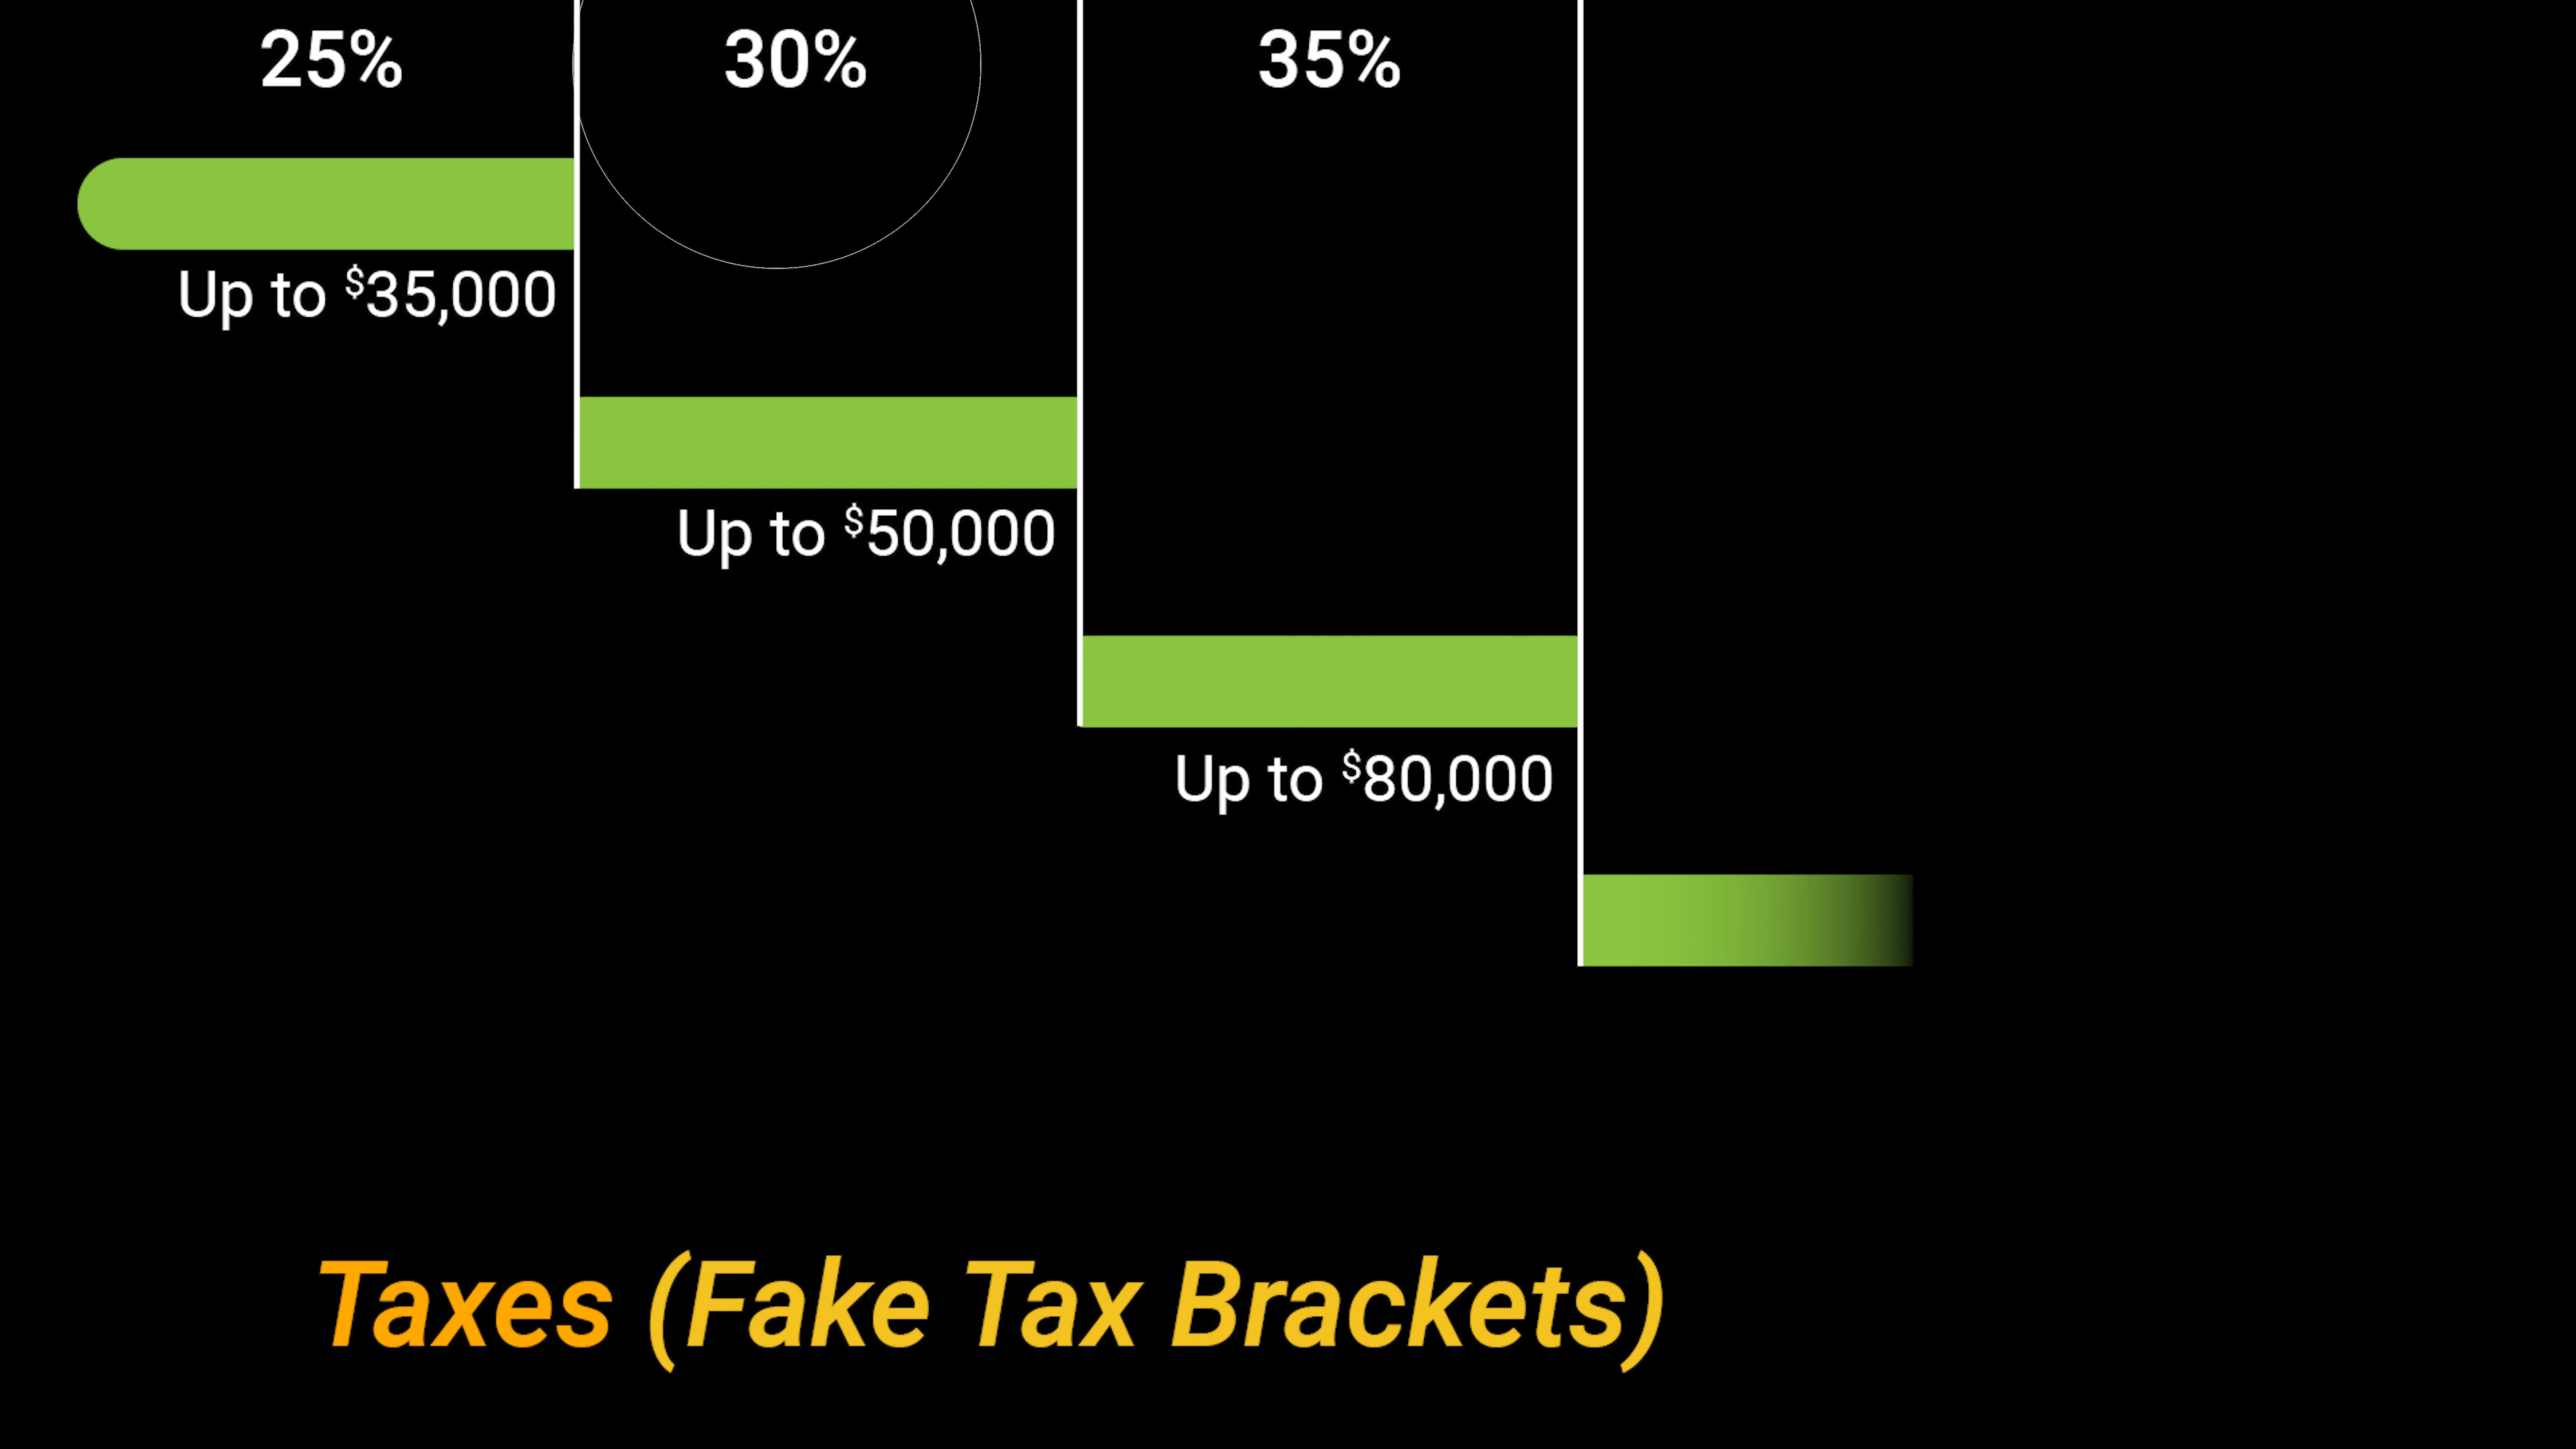 25% 30% 35%
Up to $35,000
Up to $50,000
Up to $80,000
Taxes (Fake Tax Brackets)